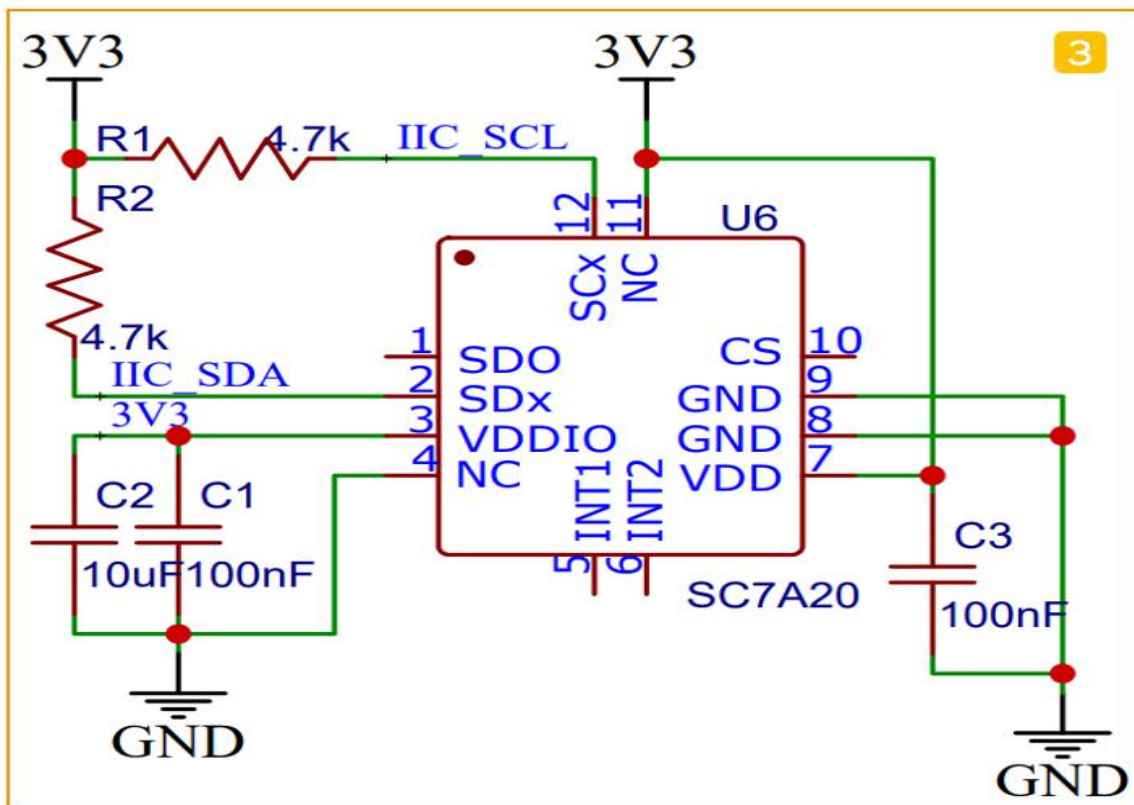 3V3
3V3
3
R1
4.7k
IIC_SCL
R2
12
11
U6
SCx
NC
4.7k
1
SDO
CS
10
IIC_SDA
2
SDx
GND
9
3V3
3
VDDIO
GND
8
4
NC
INT1
INT2
VDD
7
C2
C1
C3
10uF
100nF
5
6
SC7A20
100nF
GND
GND